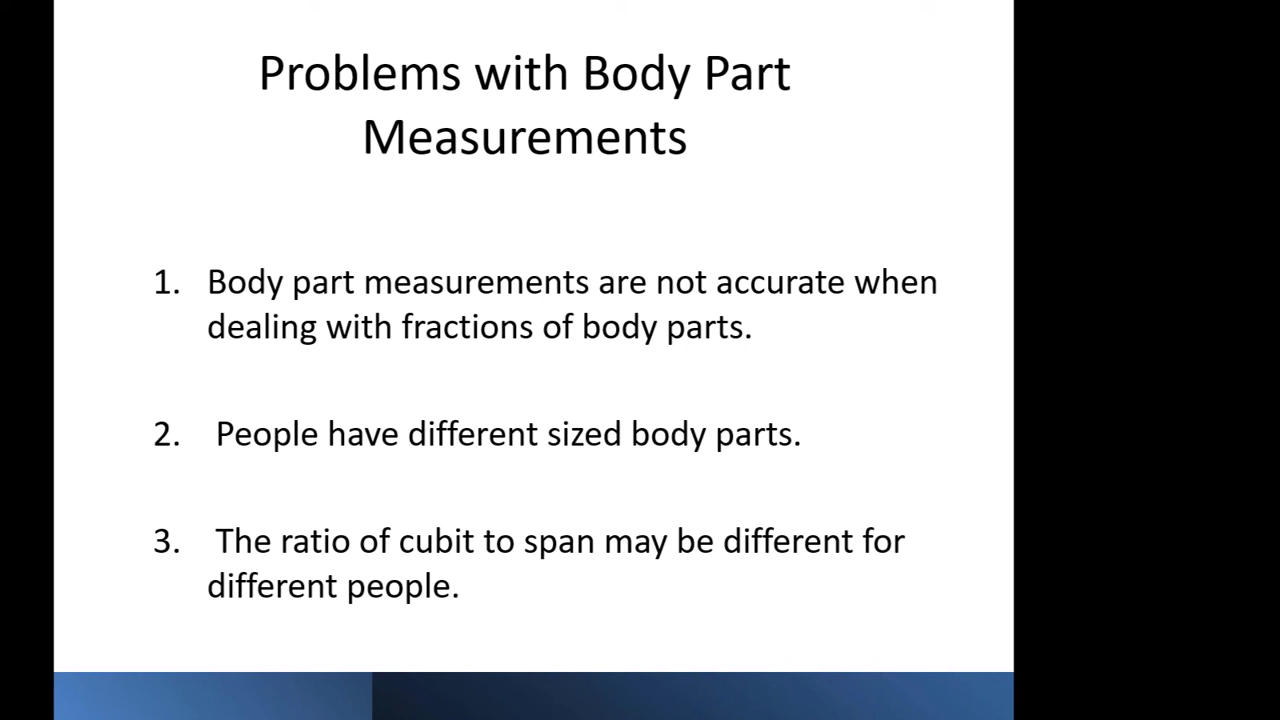 Problems with Body Part
Measurements
1. Body part measurements are not accurate when
dealing with fractions of body parts.
2. People have different sized body parts.
3. The ratio of cubit to span may be different for
different people.